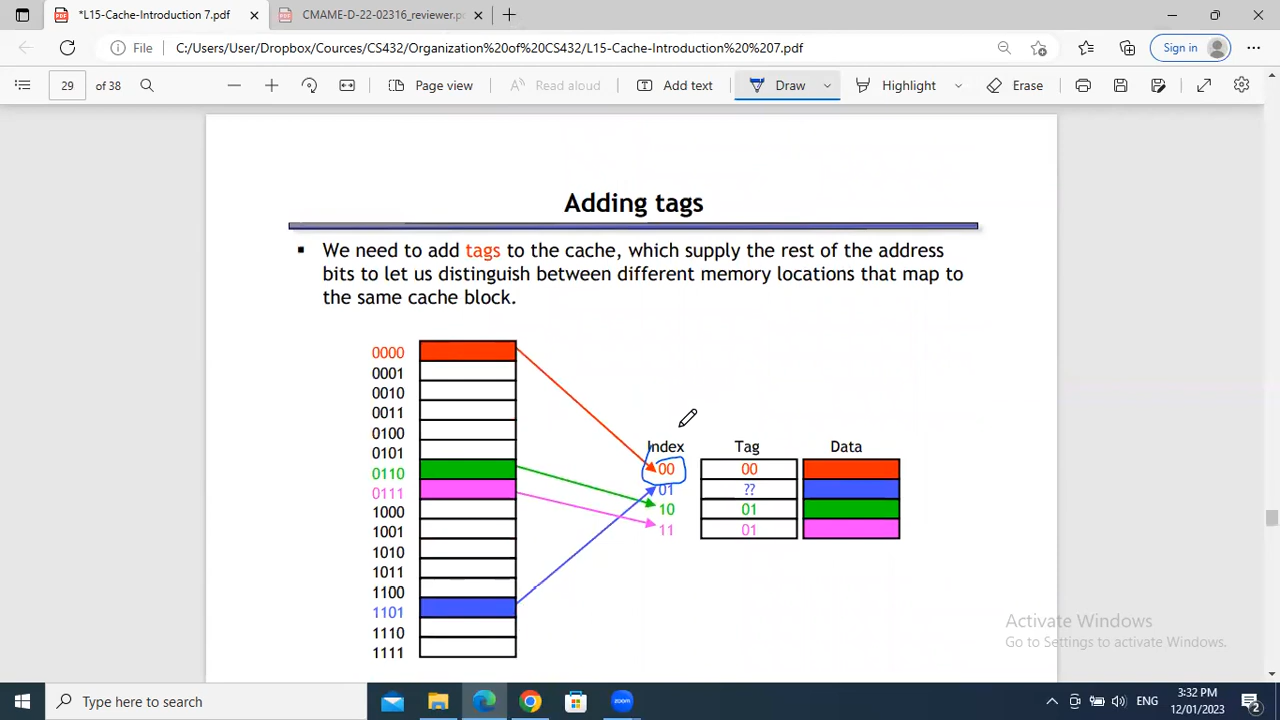 *L15-Cache-Introduction 7.pdf
CMAME-D-22-02316_reviewer.pd
File
C:/Users/User/Dropbox/Cources/CS432/Organization%20of%20CS432/L15-Cache-Introduction%20%207.pdf
Sign in
29 of 38
Page view
Read aloud
Add text
Draw
Highlight
Erase
Adding tags
We need to add tags to the cache, which supply the rest of the address
bits to let us distinguish between different memory locations that map to
the same cache block.
0000
0001
0010
0011
0100
0101
0110
0111
1000
1001
1010
1011
1100
1101
1110
1111
Index Tag Data
00 00
01 ??
10 01
11 01
Activate Windows
Go to Settings to activate Windows.
Type here to search
zoom
ENG
3:32 PM
12/01/2023
2